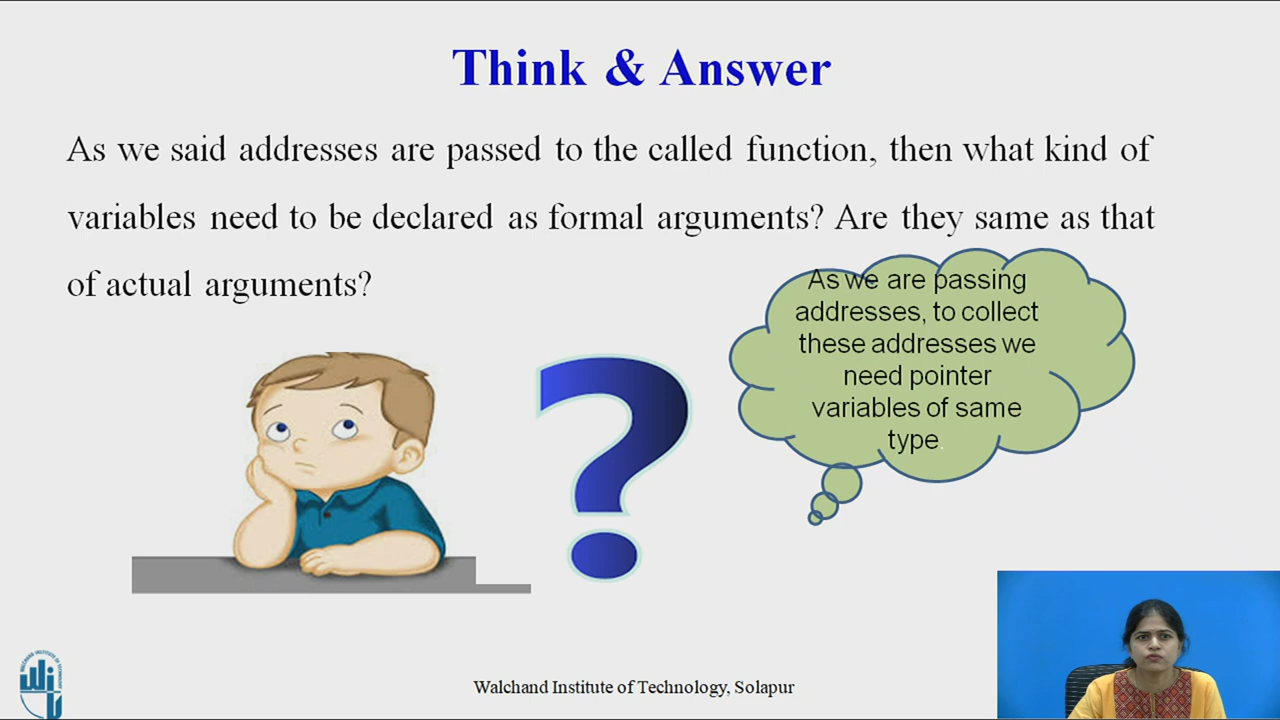 Think & Answer
As we said addresses are passed to the called function, then what kind of
variables need to be declared as formal arguments? Are they same as that
of actual arguments?
As we are passing
addresses, to collect
these addresses we
need pointer
variables of same
type.
Walchand Institute of Technology, Solapur